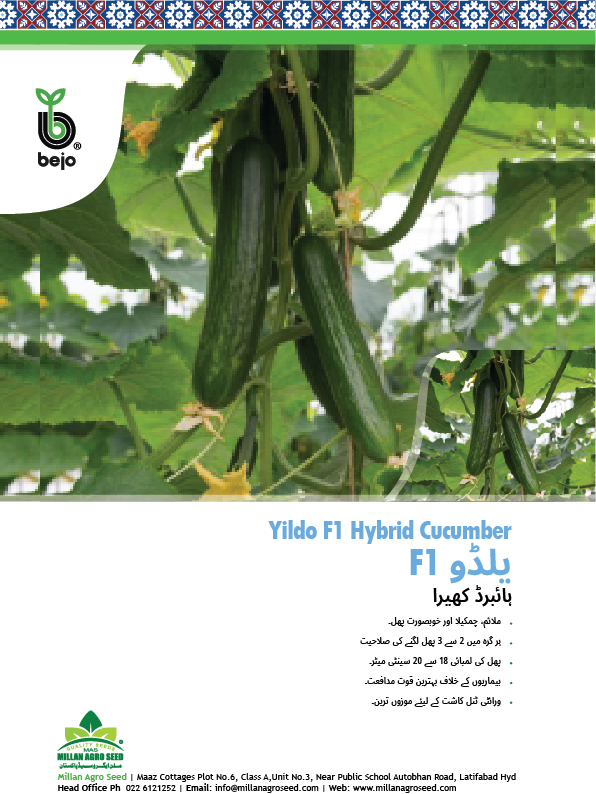 bejo®
Yildo F1 Hybrid Cucumber
یلڈو F1
ہائبرڈ کھیرا
ملائم، چمکیلا اور خوبصورت پھل۔
ہر گرہ میں 2 سے 3 پھل لگنے کی صلاحیت
پھل کی لمبائی 18 سے 20 سینٹی میٹر۔
بیماریوں کے خلاف بہترین قوت مدافعت۔
ورائٹی ٹنل کاشت کے لیئے موزوں ترین۔
QUALITY SEEDS
MAS
MILLAN AGRO SEED
Millan Agro Seed | Maaz Cottages Plot No.6, Class A,Unit No.3, Near Public School Autobhan Road, Latifabad Hyd
Head Office Ph 022 6121252 | Email: info@millanagroseed.com | Web: www.millanagroseed.com